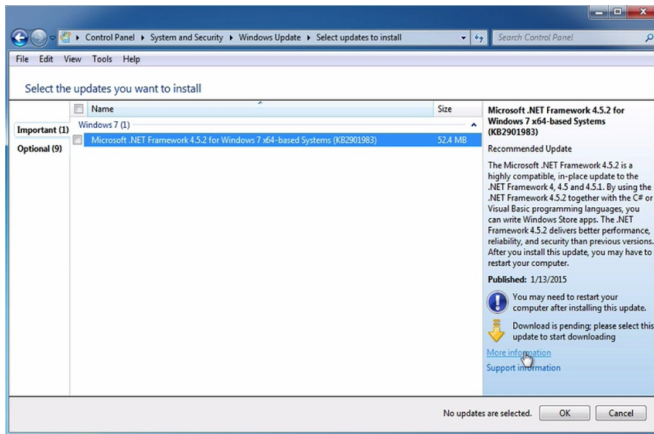 Control Panel ▸ System and Security ▸ Windows Update ▸ Select updates to install
Search Control Panel
File Edit View Tools Help
Select the updates you want to install
Name Size
Important (1)
Optional (9)
Windows 7 (1)
Microsoft .NET Framework 4.5.2 for Windows 7 x64-based Systems (KB2901983) 52.4 MB
Microsoft .NET Framework 4.5.2 for
Windows 7 x64-based Systems
(KB2901983)
Recommended Update
The Microsoft .NET Framework 4.5.2 is a
highly compatible, in-place update to the
.NET Framework 4, 4.5 and 4.5.1. By using the
.NET Framework 4.5.2 together with the C# or
Visual Basic programming languages, you
can write Windows Store apps. The .NET
Framework 4.5.2 delivers better performance,
reliability, and security than previous versions.
After you install this update, you may have to
restart your computer.
Published: 1/13/2015
You may need to restart your
computer after installing this update.
Download is pending; please select this
update to start downloading
More information
Support information
No updates are selected. OK Cancel